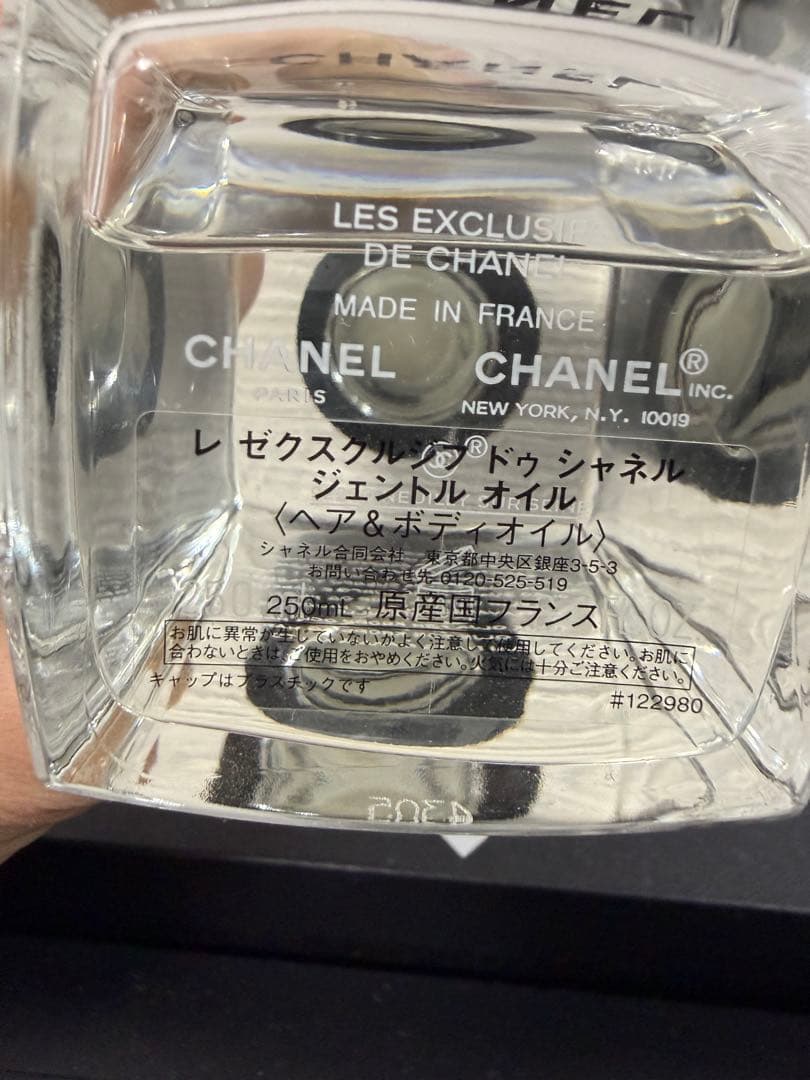 CHANEL
LES EXCLUSIF
DE CHANEL
MADE IN FRANCE
CHANEL
PARIS
CHANEL® INC.
NEW YORK, N.Y. 10019
レ ゼクスクルジフ ドゥ シャネル
ジェントル オイル
〈ヘア&ボディオイル〉
シャネル合同会社 東京都中央区銀座3-5-3
お問い合わせ先 0120-525-519
250mL 原産国フランス
お肌に異常が生じていないかよく注意して使用してください。お肌に
合わないときは、ご使用をおやめください。火気には十分ご注意ください。
キャップはプラスチックです
#122980
4305